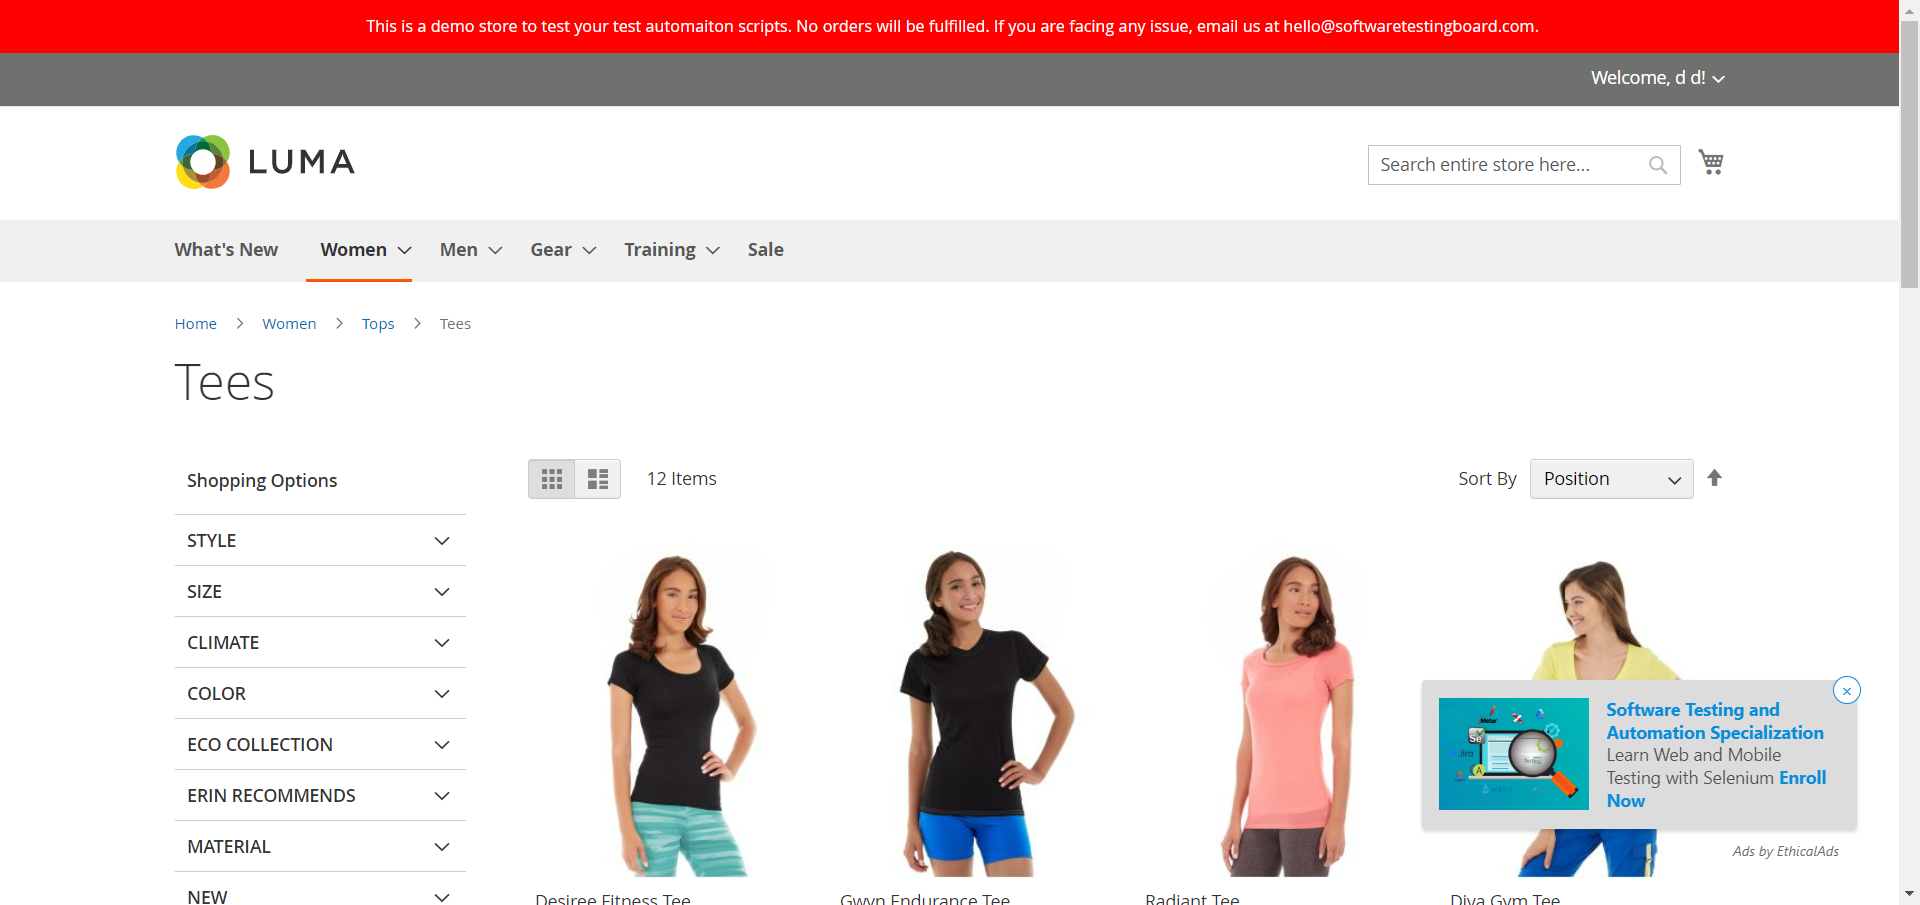 This is a demo store to test your test automaiton scripts. No orders will be fulfilled. If you are facing any issue, email us at hello@softwaretestingboard.com.
Welcome, d d!
LUMA
Search entire store here...
What's New Women Men Gear Training Sale
Home Women Tops Tees
Tees
Shopping Options
12 Items
Sort By Position
STYLE
SIZE
CLIMATE
COLOR
ECO COLLECTION
ERIN RECOMMENDS
MATERIAL
NEW
Software Testing and
Automation Specialization
Learn Web and Mobile
Testing with Selenium Enroll
Now
Ads by EthicalAds
Desiree Fitness Tee
Gwyn Endurance Tee
Radiant Tee
Diva Gym Tee